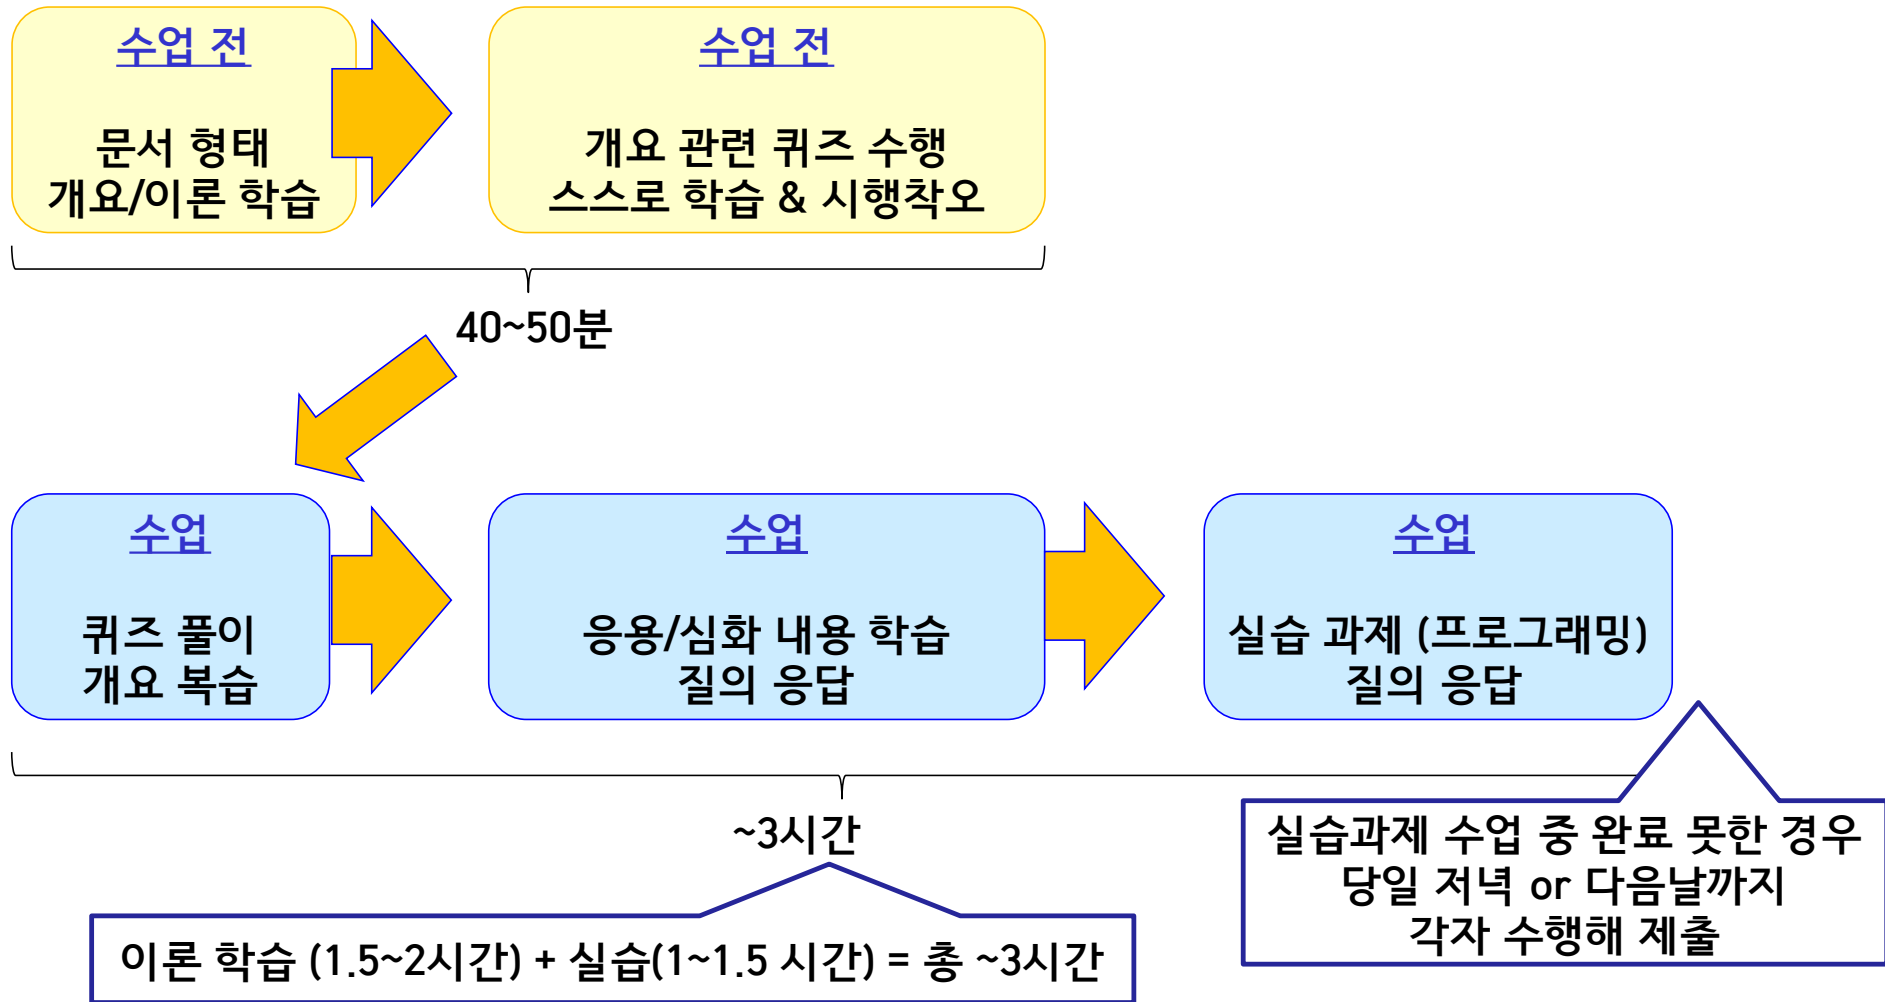 수업 전
문서 형태
개요/이론 학습
수업 전
개요 관련 퀴즈 수행
스스로 학습 & 시행착오
40~50분
수업
퀴즈 풀이
개요 복습
수업
응용/심화 내용 학습
질의 응답
수업
실습 과제 (프로그래밍)
질의 응답
~3시간
이론 학습 (1.5~2시간) + 실습(1~1.5 시간) = 총 ~3시간
실습과제 수업 중 완료 못한 경우
당일 저녁 or 다음날까지
각자 수행해 제출